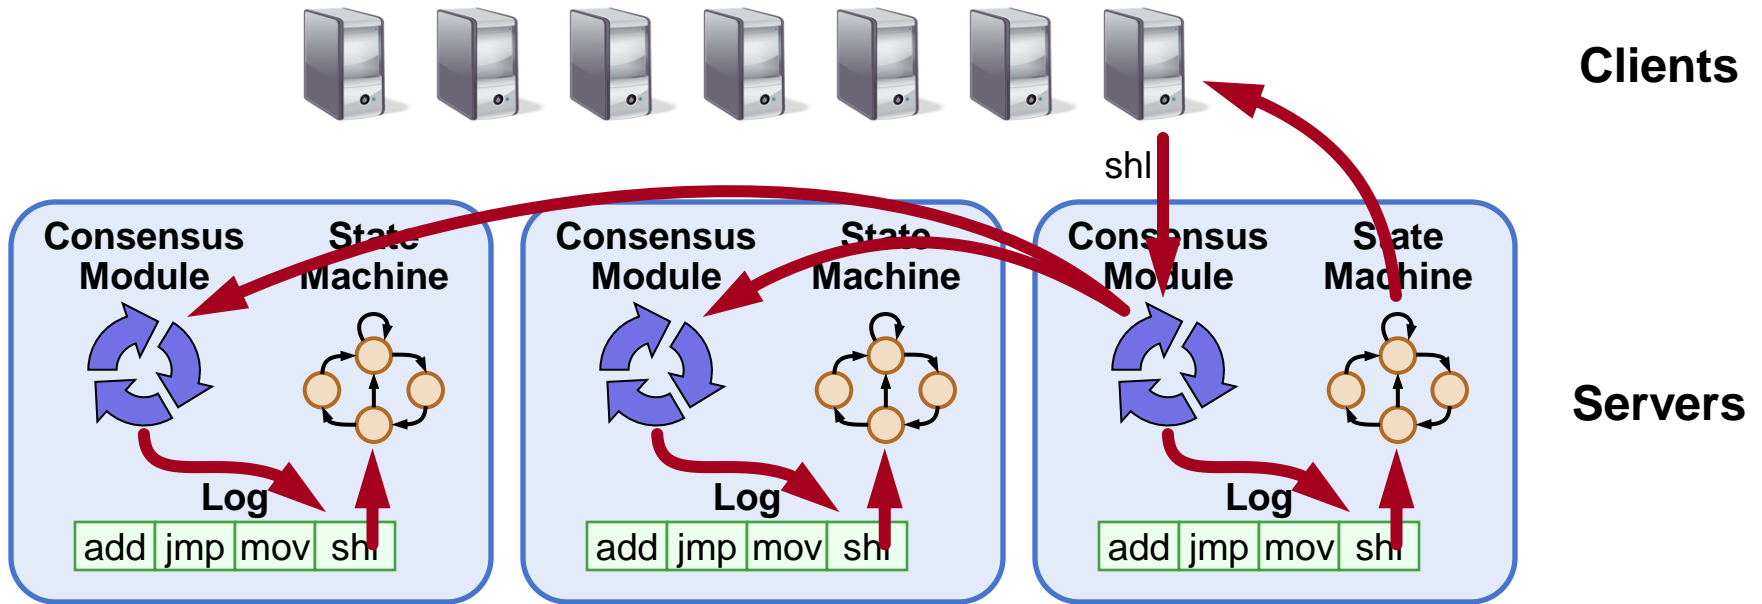 Clients
shl
Consensus Module
State Machine
Consensus Module
State Machine
Consensus Module
State Machine
Servers
Log
add jmp mov shl
Log
add jmp mov shl
Log
add jmp mov shl